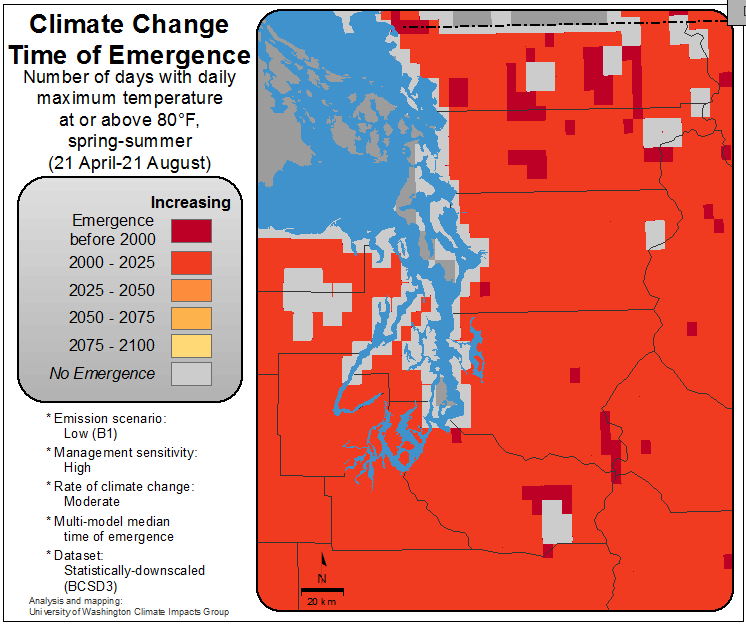 Climate Change
Time of Emergence
Number of days with daily
maximum temperature
at or above 80°F,
spring-summer
(21 April-21 August)
Increasing
Emergence
before 2000
2000 - 2025
2025 - 2050
2050 - 2075
2075 - 2100
No Emergence
* Emission scenario:
Low (B1)
* Management sensitivity:
High
* Rate of climate change:
Moderate
* Multi-model median
time of emergence
* Dataset:
Statistically-downscaled
(BCSD3)
Analysis and mapping:
University of Washington Climate Impacts Group
N
20 km